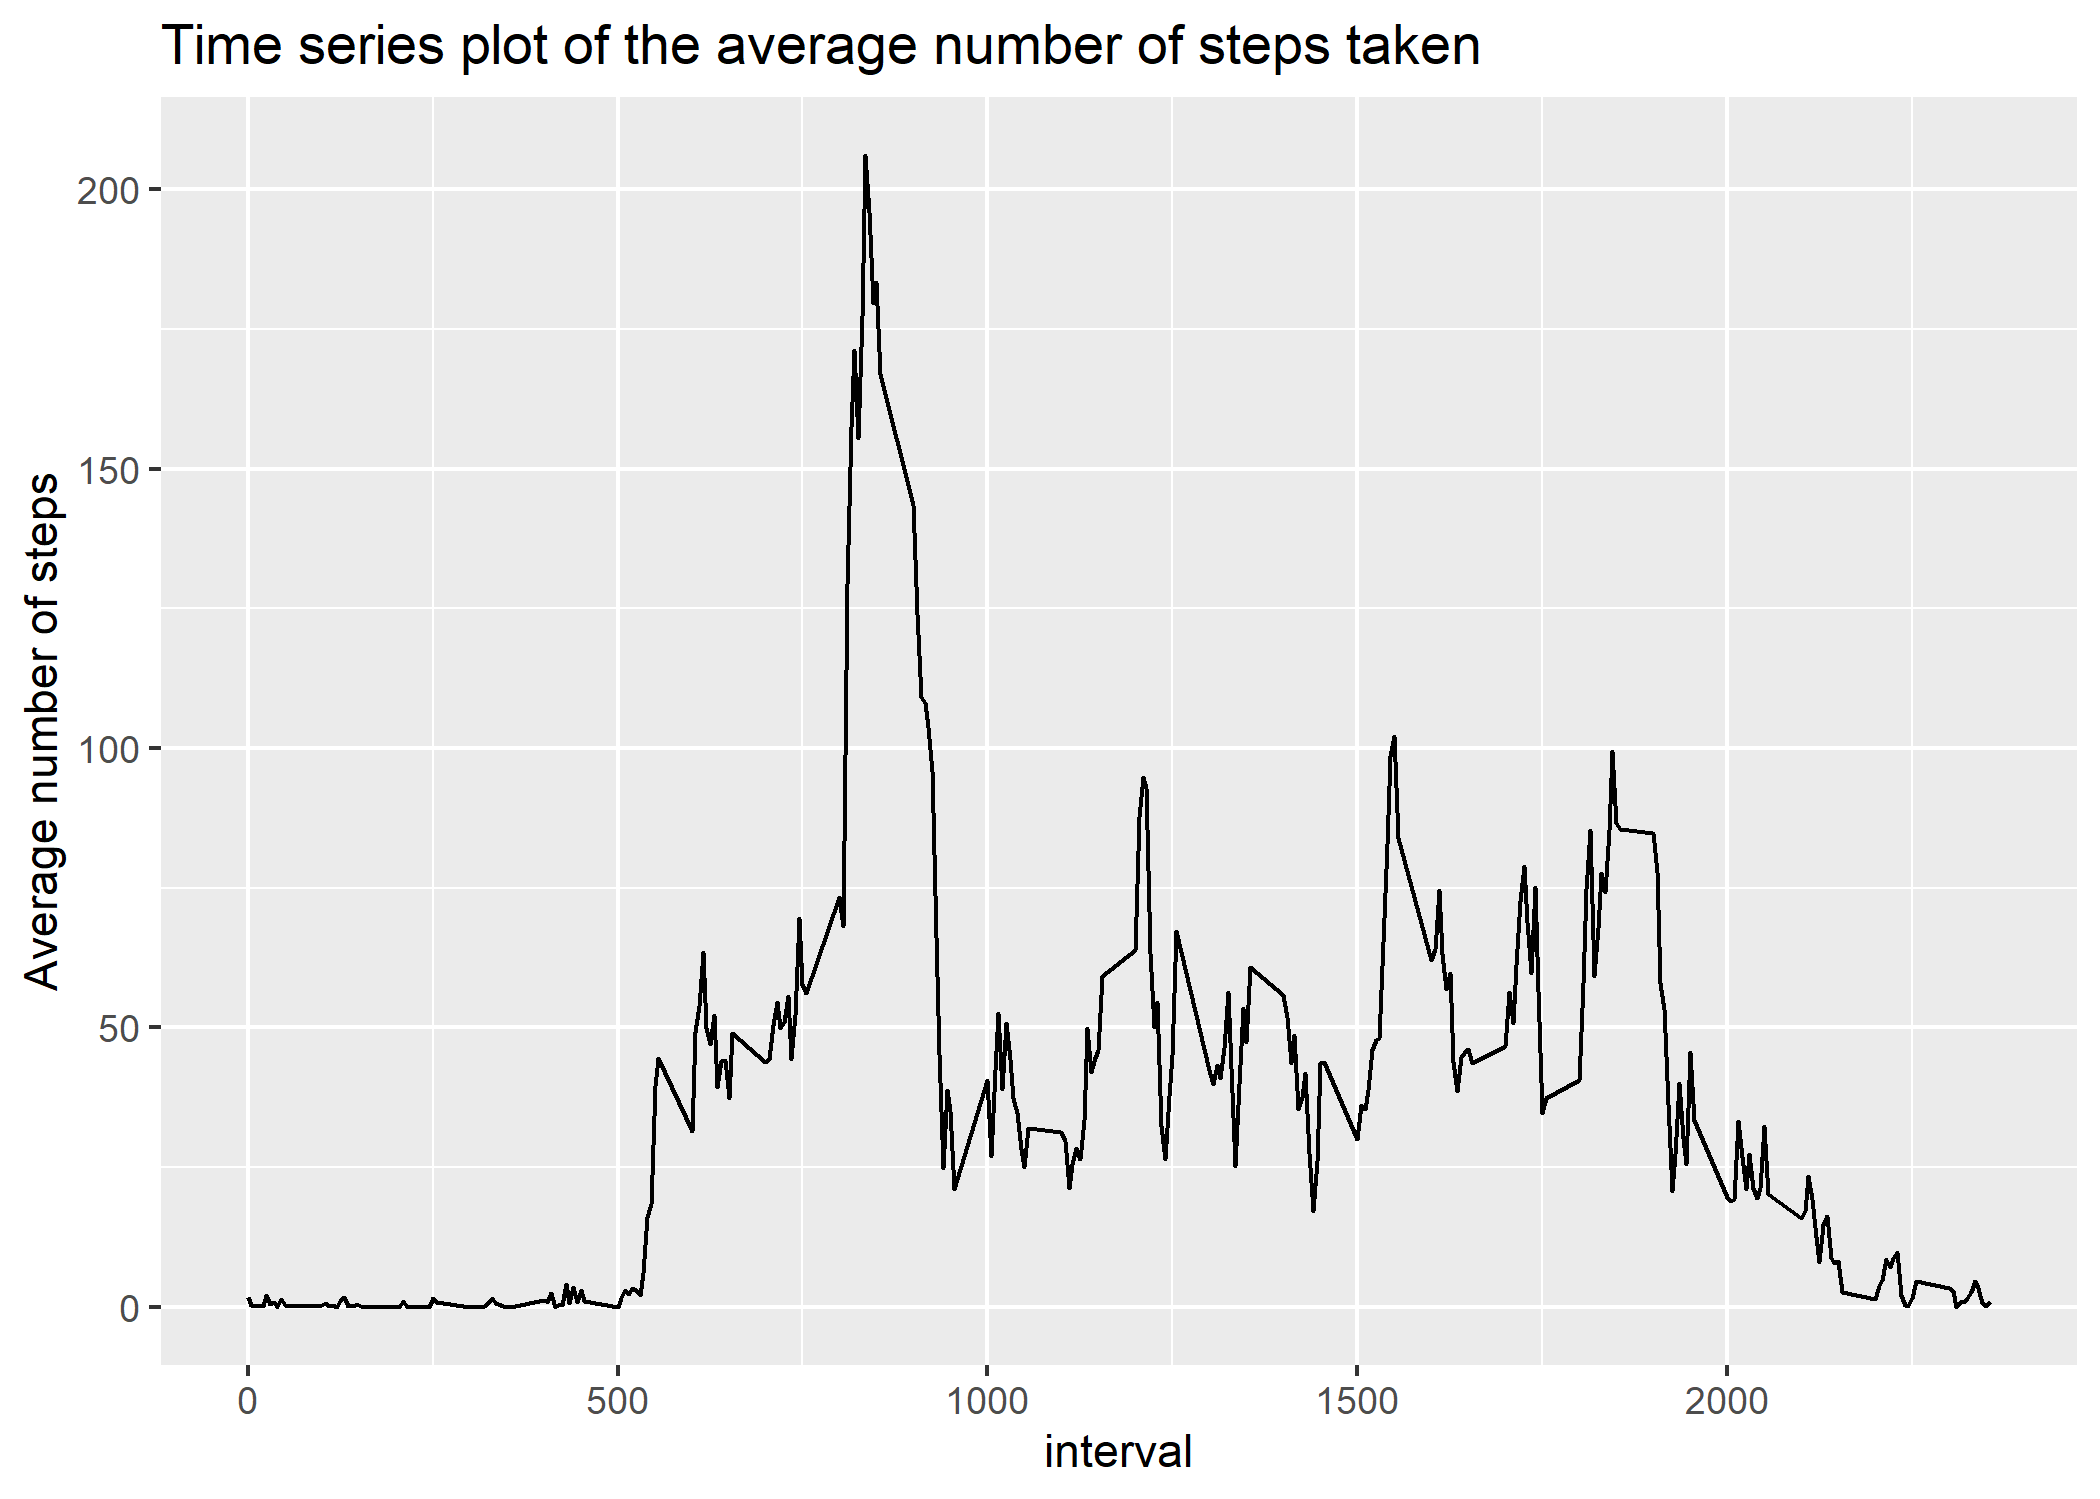 Time series plot of the average number of steps taken
Average number of steps
200
150
100
50
0
0 500 1000 1500 2000
interval